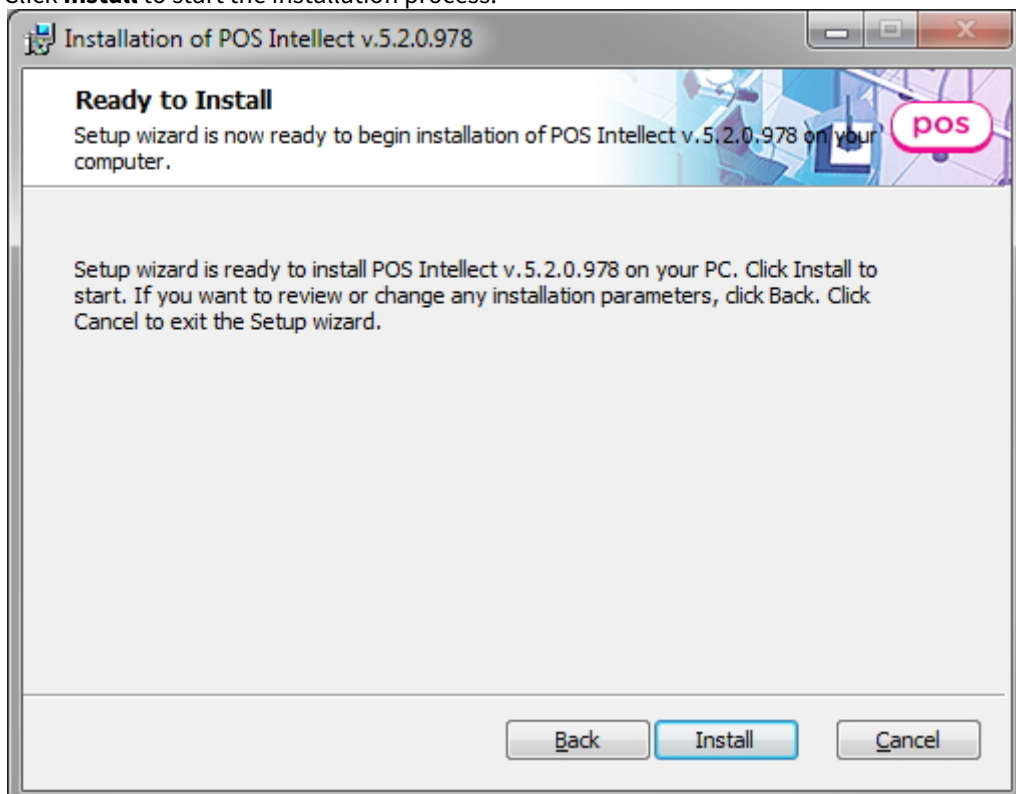 Click Install to start the installation process.
Installation of POS Intellect v.5.2.0.978
Ready to Install
Setup wizard is now ready to begin installation of POS Intellect v.5.2.0.978 on your
computer.
pos
Setup wizard is ready to install POS Intellect v.5.2.0.978 on your PC. Click Install to
start. If you want to review or change any installation parameters, click Back. Click
Cancel to exit the Setup wizard.
Back Install Cancel